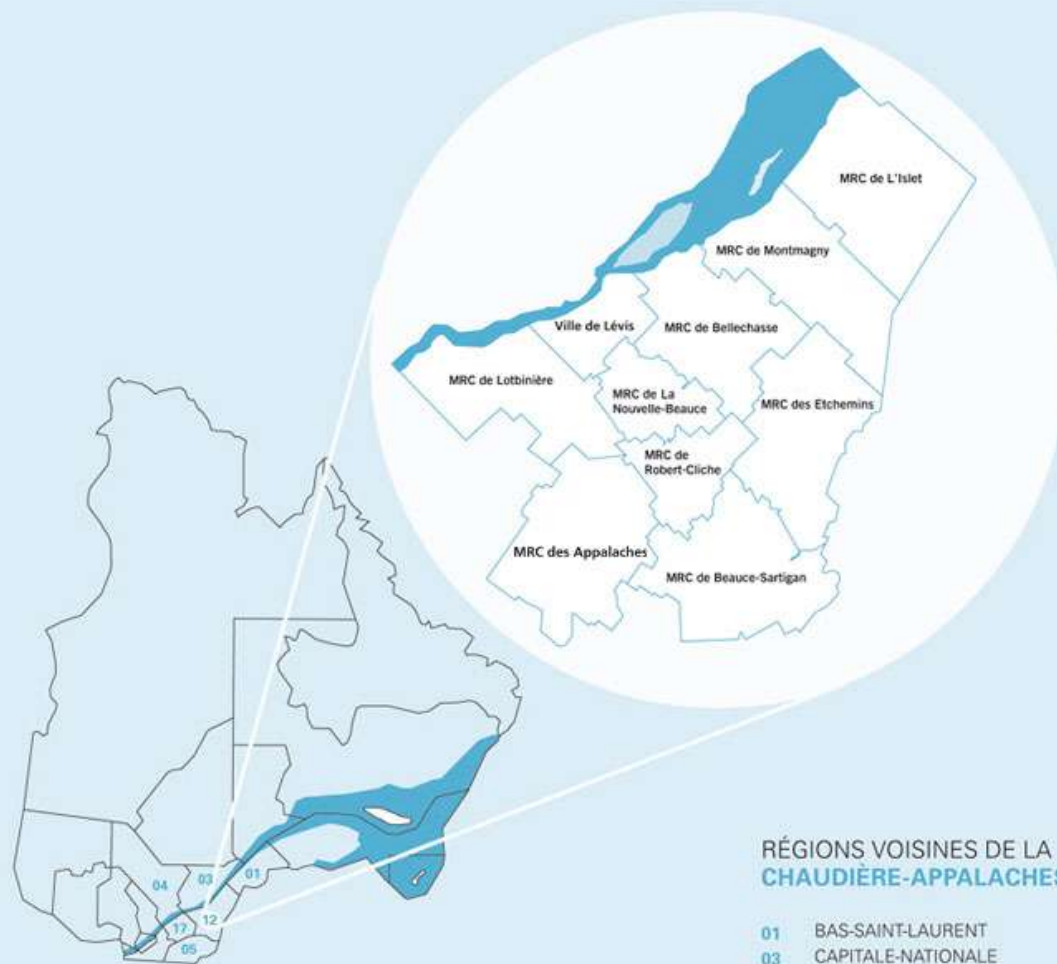 MRC de L'Islet
MRC de Montmagny
Ville de Lévis
MRC de Bellechasse
MRC de Lotbinière
MRC de La
Nouvelle-Beauce
MRC des Etchemins
MRC de
Robert-Cliche
MRC des Appalaches
MRC de Beauce-Sartigan
04
03
01
17
12
05
RÉGIONS VOISINES DE LA
CHAUDIÈRE-APPALACHES
01 BAS-SAINT-LAURENT
03 CAPITALE-NATIONALE